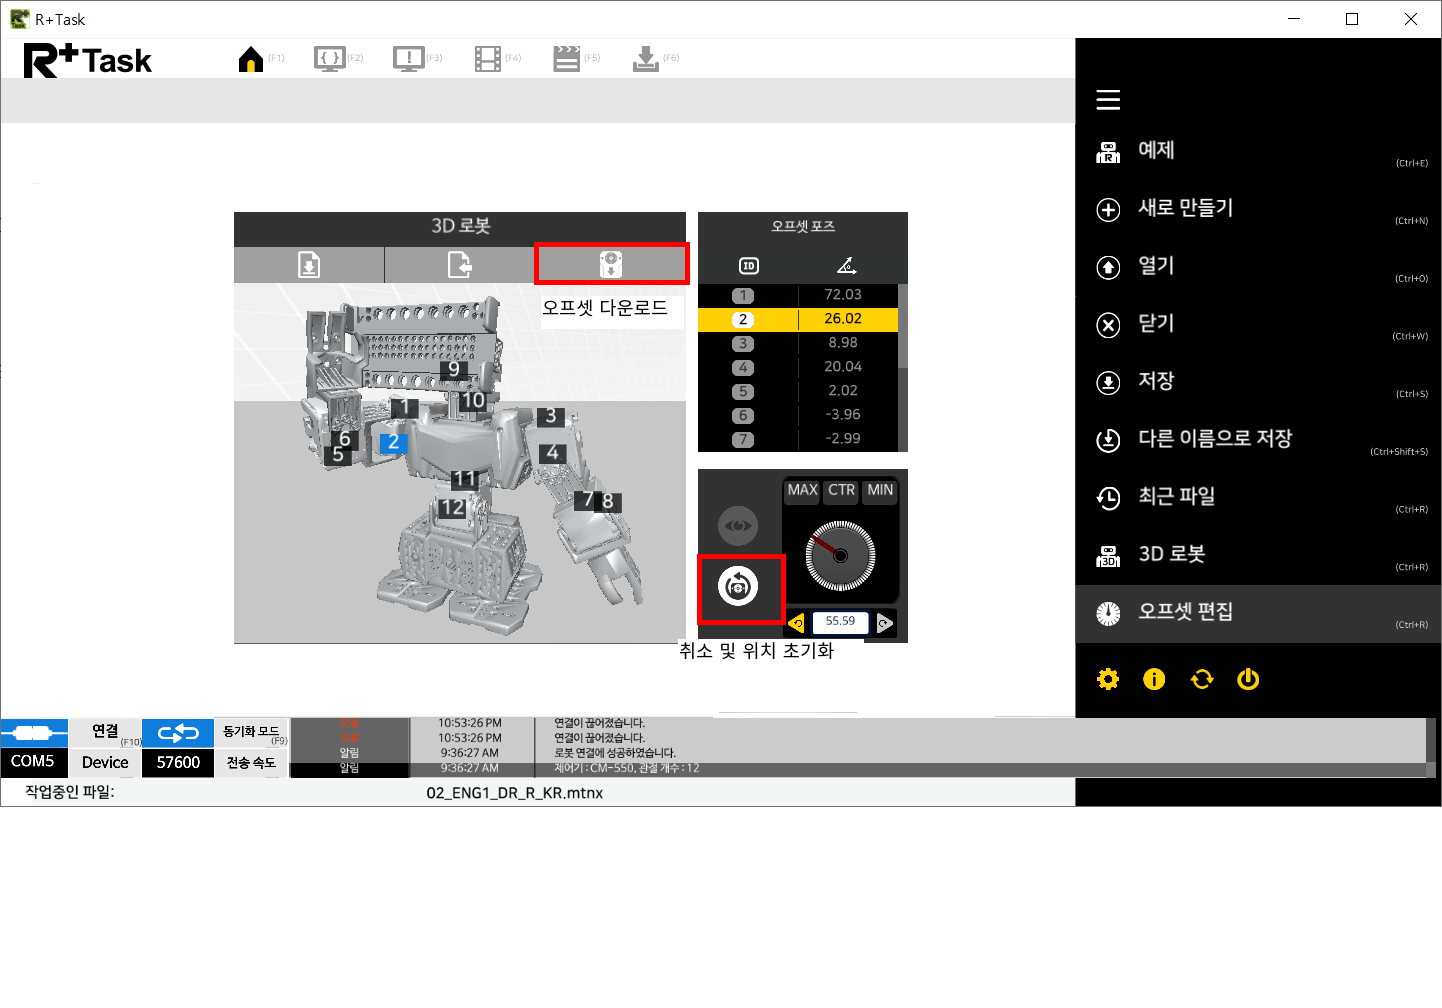 R+Task
R+Task
(F1)
(F2)
(F3)
(F4)
(F5)
(F6)
예제
(Ctrl+E)
새로 만들기
(Ctrl+N)
열기
(Ctrl+O)
닫기
(Ctrl+W)
저장
(Ctrl+S)
다른 이름으로 저장
(Ctrl+Shift+S)
최근 파일
(Ctrl+R)
3D 로봇
(Ctrl+R)
오프셋 편집
(Ctrl+R)
3D 로봇
오프셋 다운로드
9
1
10
3
2
6
5
4
11
12
7
8
오프셋 포즈
ID
1 72.03
2 26.02
3 8.98
4 20.04
5 2.02
6 -3.96
7 -2.99
MAX CTR MIN
55.59
취소 및 위치 초기화
연결 (F10)
동기화 모드 (F9)
COM5 Device 57600 전송 속도
10:53:26 PM 연결이 끊어졌습니다.
10:53:26 PM 연결이 끊어졌습니다.
알림 9:36:27 AM 로봇 연결에 성공하였습니다.
알림 9:36:27 AM 제어기 : CM-550, 관절 개수 : 12
작업중인 파일: 02_ENG1_DR_R_KR.mtnx